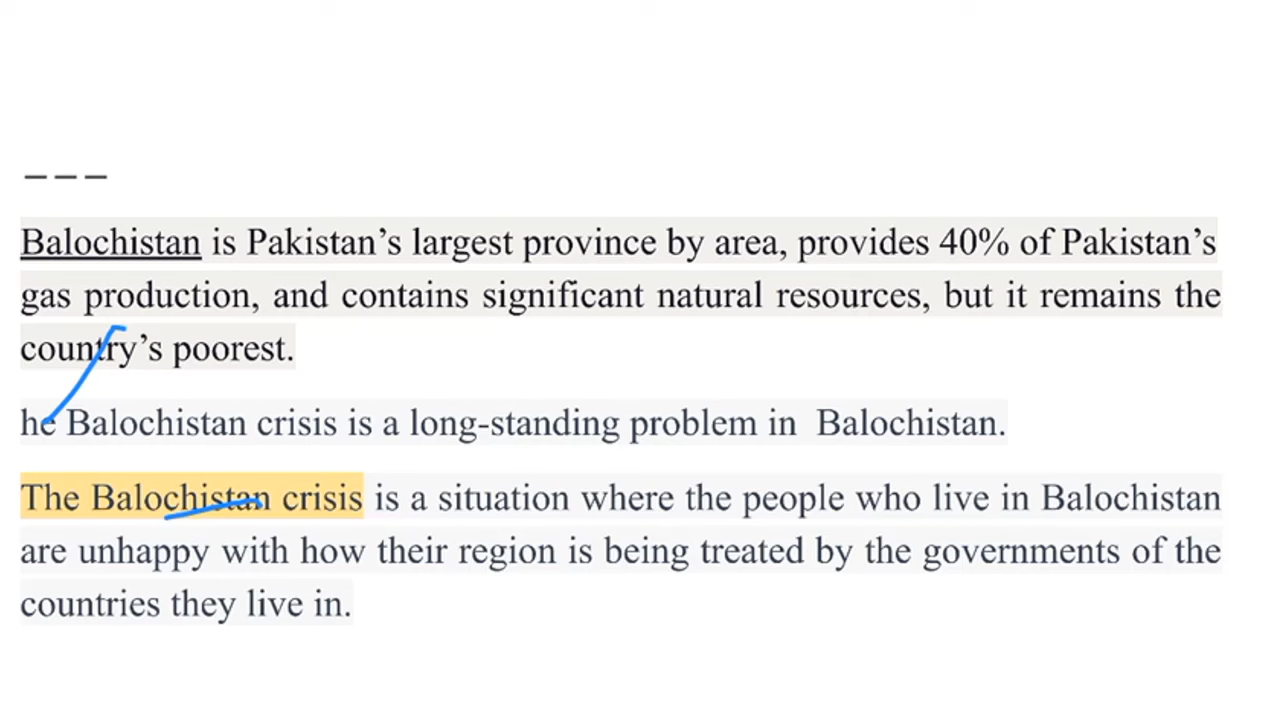 ---
Balochistan is Pakistan’s largest province by area, provides 40% of Pakistan’s
gas production, and contains significant natural resources, but it remains the
country’s poorest.
he Balochistan crisis is a long-standing problem in  Balochistan.
The Balochistan crisis is a situation where the people who live in Balochistan
are unhappy with how their region is being treated by the governments of the
countries they live in.